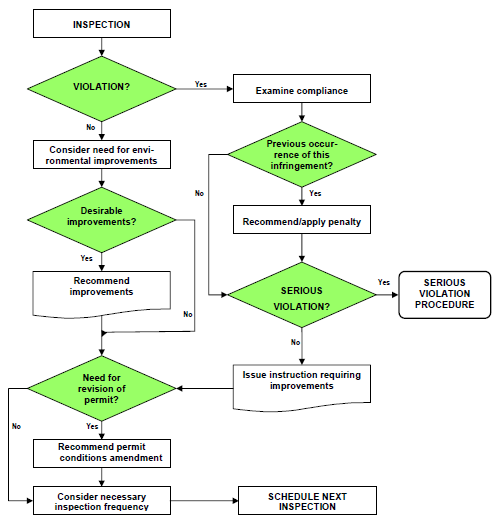 INSPECTION
VIOLATION?
Yes
Examine compliance
No
Consider need for envi-
ronmental improvements
Previous occur-
rence of this
infringement?
No
Yes
Desirable
improvements?
Recommend/apply penalty
Yes
Recommend
improvements
No
SERIOUS
VIOLATION?
Yes
SERIOUS
VIOLATION
PROCEDURE
No
Issue instruction requiring
improvements
Need for
revision of
permit?
No
Yes
Recommend permit
conditions amendment
Consider necessary
inspection frequency
SCHEDULE NEXT
INSPECTION